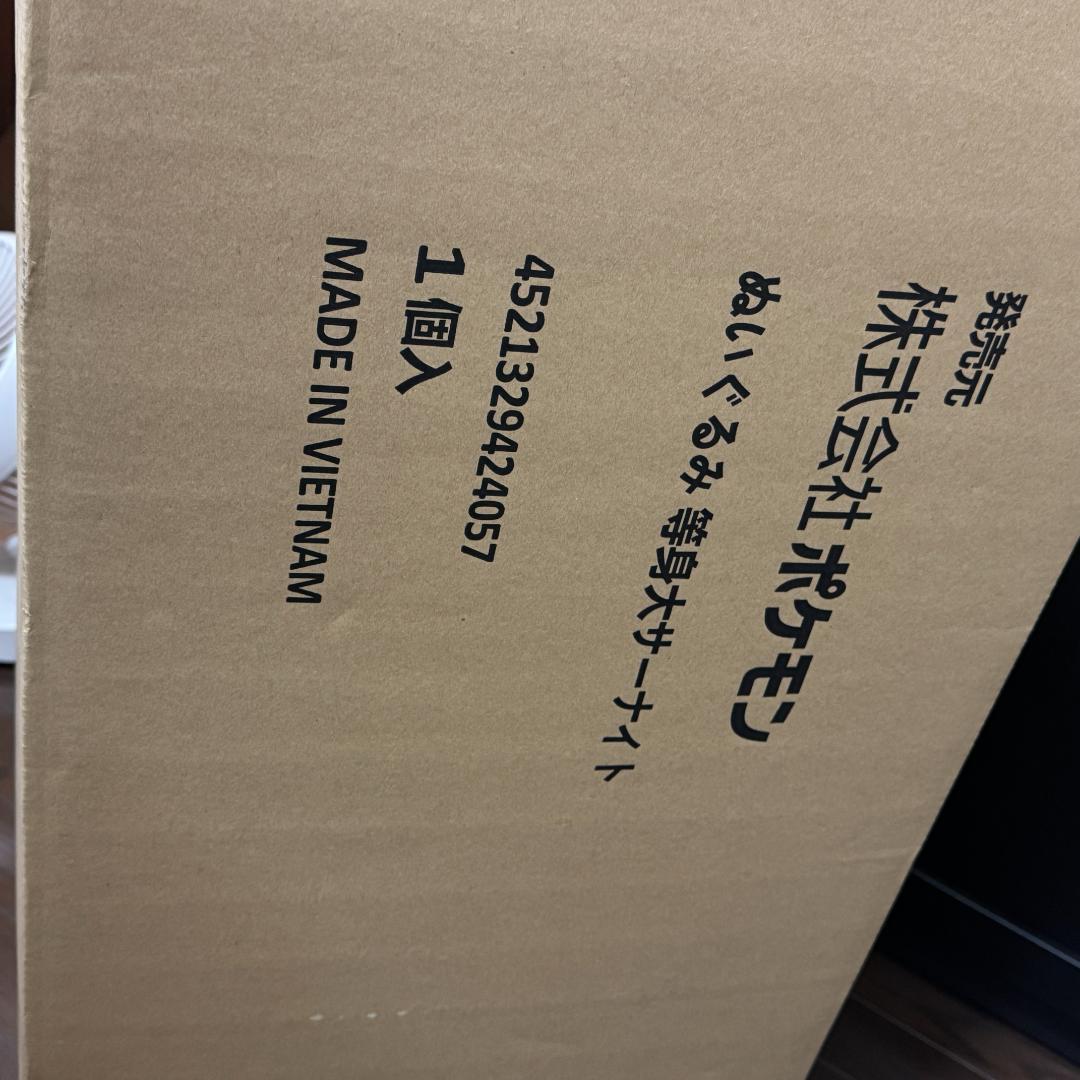 発売元
株式会社ポケモン
ぬいぐるみ 等身大サーナイト
4521329424057
1個入
MADE IN VIETNAM